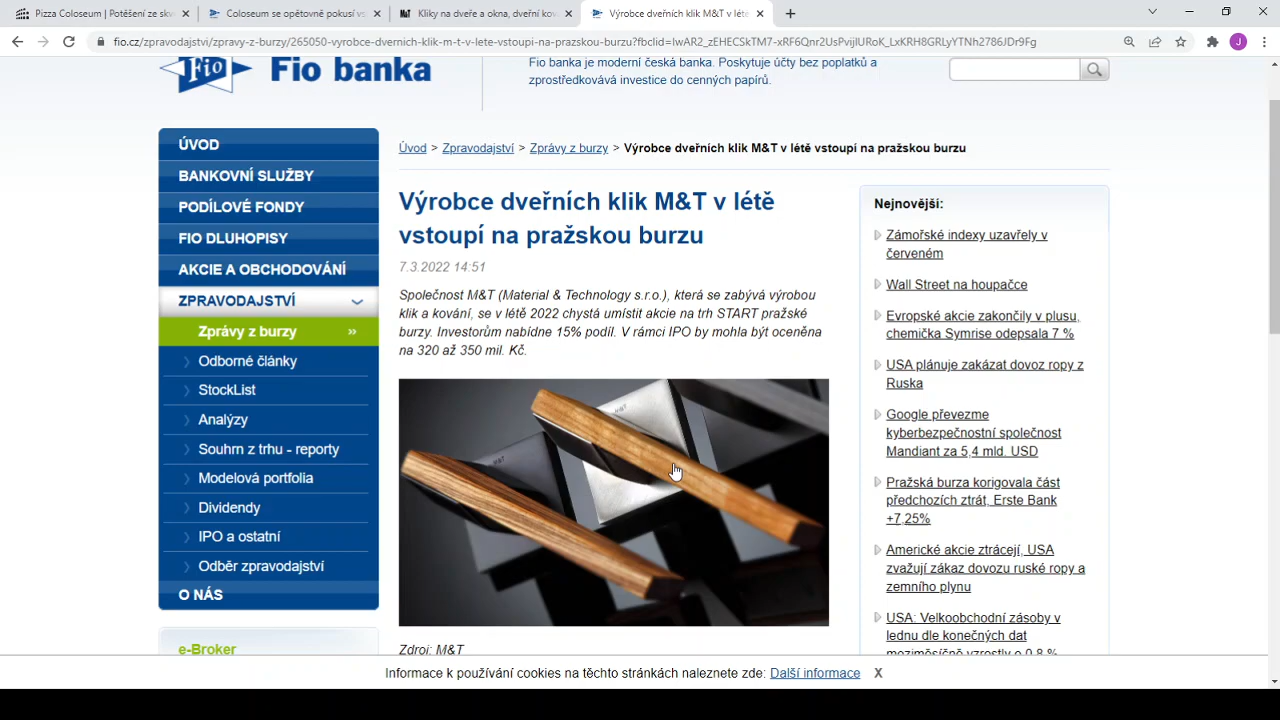 Pizza Coloseum | Potěšení ze sk
Coloseum se opětovně pokusí vs
Kliky na dveře a okna, dveřní ková
Výrobce dveřních klik M&T v létě
fio.cz/zpravodajstvi/zpravy-z-burzy/265050-vyrobce-dvernich-klik-m-t-v-lete-vstoupi-na-prazskou-burzu?fbclid=IwAR2_zEHECSkTM7-xRF6Qnr2UsPvijlURoK_LxKRH8GRLyYTNh2786JDr9Fg
J
Fio
Fio banka
Fio banka je moderní česká banka. Poskytuje účty bez poplatků a
zprostředkovává investice do cenných papírů.
ÚVOD
BANKOVNÍ SLUŽBY
PODÍLOVÉ FONDY
FIO DLUHOPISY
AKCIE A OBCHODOVÁNÍ
ZPRAVODAJSTVÍ
Zprávy z burzy »
Odborné články
StockList
Analýzy
Souhrn z trhu - reporty
Modelová portfolia
Dividendy
IPO a ostatní
Odběr zpravodajství
O NÁS
e-Broker
Úvod > Zpravodajství > Zprávy z burzy > Výrobce dveřních klik M&T v létě vstoupí na pražskou burzu
Výrobce dveřních klik M&T v létě
vstoupí na pražskou burzu
7.3.2022 14:51
Společnost M&T (Material & Technology s.r.o.), která se zabývá výrobou
klik a kování, se v létě 2022 chystá umístit akcie na trh START pražské
burzy. Investorům nabídne 15% podíl. V rámci IPO by mohla být oceněna
na 320 až 350 mil. Kč.
M&T
M&T
Zdroj: M&T
Nejnovější:
Zámořské indexy uzavřely v
červeném
Wall Street na houpačce
Evropské akcie zakončily v plusu,
chemička Symrise odepsala 7 %
USA plánuje zakázat dovoz ropy z
Ruska
Google převezme
kyberbezpečnostní společnost
Mandiant za 5,4 mld. USD
Pražská burza korigovala část
předchozích ztrát, Erste Bank
+7,25%
Americké akcie ztrácejí, USA
zvažují zákaz dovozu ruské ropy a
zemního plynu
USA: Velkoobchodní zásoby v
lednu dle konečných dat
meziměsíčně vzrostly o 0,8 %
Informace k používání cookies na těchto stránkách naleznete zde: Další informace X